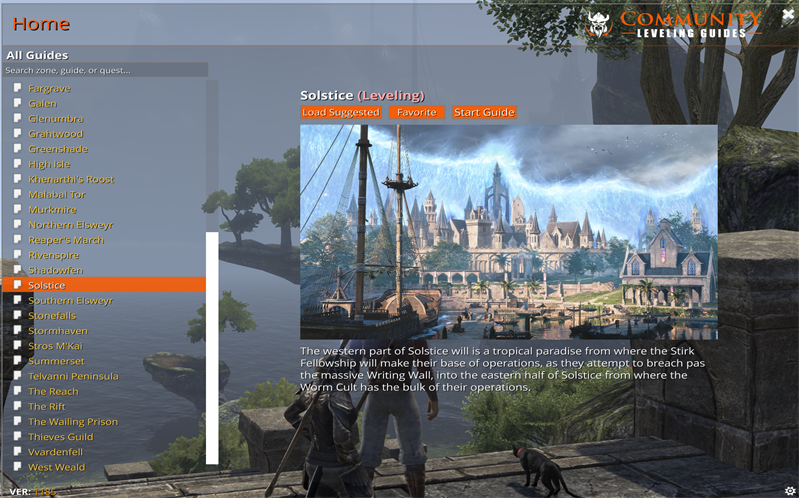 Home
COMMUNITY
LEVELING GUIDES
All Guides
Search zone, guide, or quest...
Fargrave
Galen
Glenumbra
Grahtwood
Greenshade
High Isle
Khenarthi's Roost
Malabal Tor
Murkmire
Northern Elsweyr
Reaper's March
Rivenspire
Shadowfen
Solstice
Southern Elsweyr
Stonefalls
Stormhaven
Stros M'Kai
Summerset
Telvanni Peninsula
The Reach
The Rift
The Wailing Prison
Thieves Guild
Vvardenfell
West Weald
VER: 1185
Solstice (Leveling)
Load Suggested
Favorite
Start Guide
The western part of Solstice will is a tropical paradise from where the Stirk
Fellowship will make their base of operations, as they attempt to breach pas
the massive Writing Wall, into the eastern half of Solstice from where the
Worm Cult has the bulk of their operations.